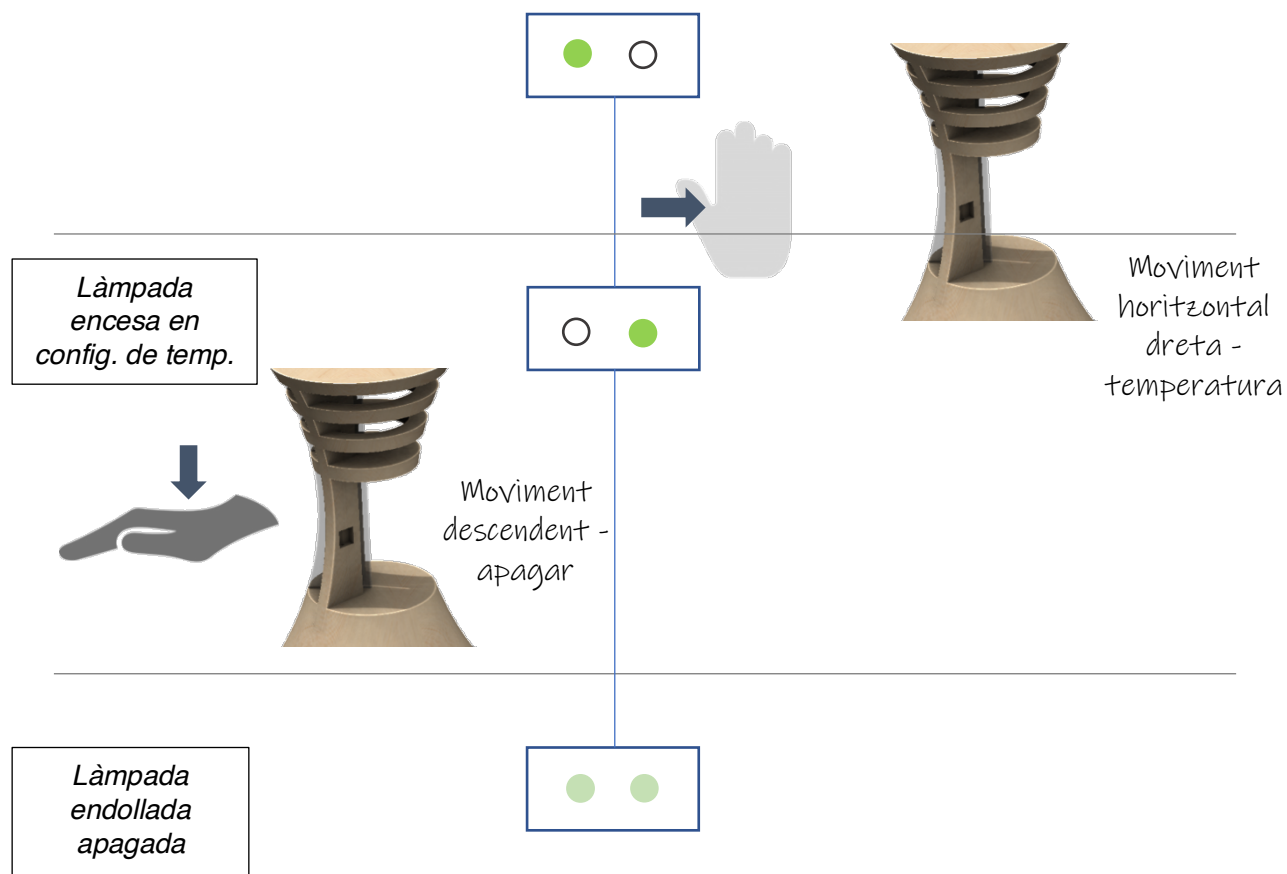 Làmpada
encesa en
config. de temp.
Moviment
horitzontal
dreta -
temperatura
Moviment
descendent -
apagar
Làmpada
endollada
apagada